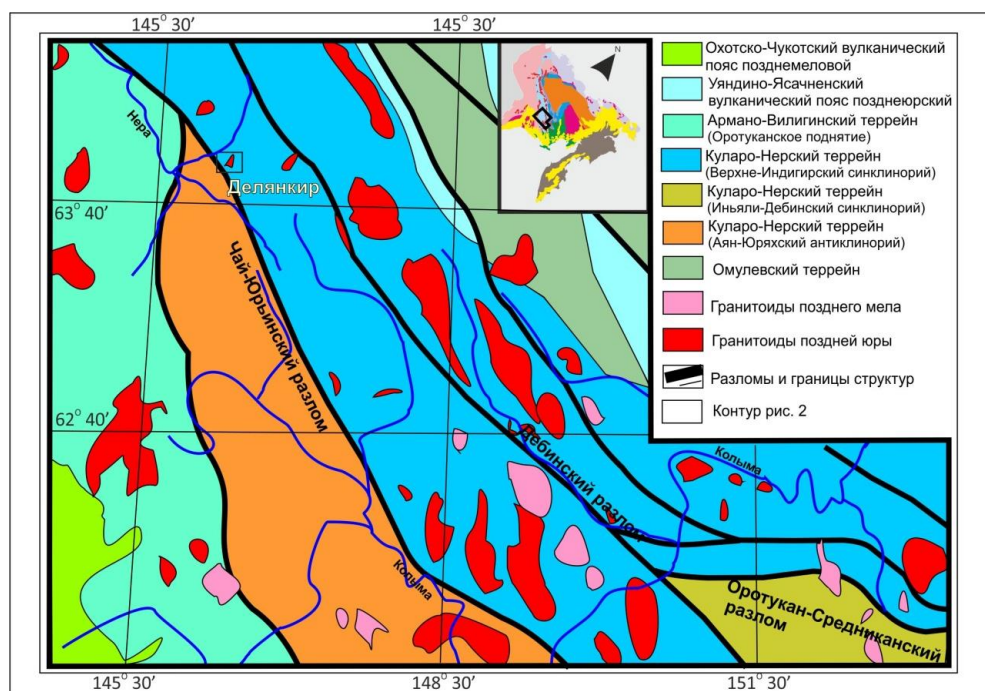 145° 30'
145° 30'
N
Охотско-Чукотский вулканический
пояс позднемеловой
Уяндино-Ясачненский
вулканический пояс позднеюрский
Армано-Вилигинский террейн
(Оротуканское поднятие)
Куларо-Нерский террейн
(Верхне-Индигирский синклинорий)
Куларо-Нерский террейн
(Иньяли-Дебинский синклинорий)
Куларо-Нерский террейн
(Аян-Юряхский антиклинорий)
Омулевский террейн
Гранитоиды позднего мела
Гранитоиды поздней юры
Разломы и границы структур
Контур рис. 2
Нера
Делянкир
63° 40'
Чай-Юрьинский разлом
62° 40'
Дебинский разлом
Колыма
Колыма
Оротукан-Средниканский
разлом
145° 30'
148° 30'
151° 30'